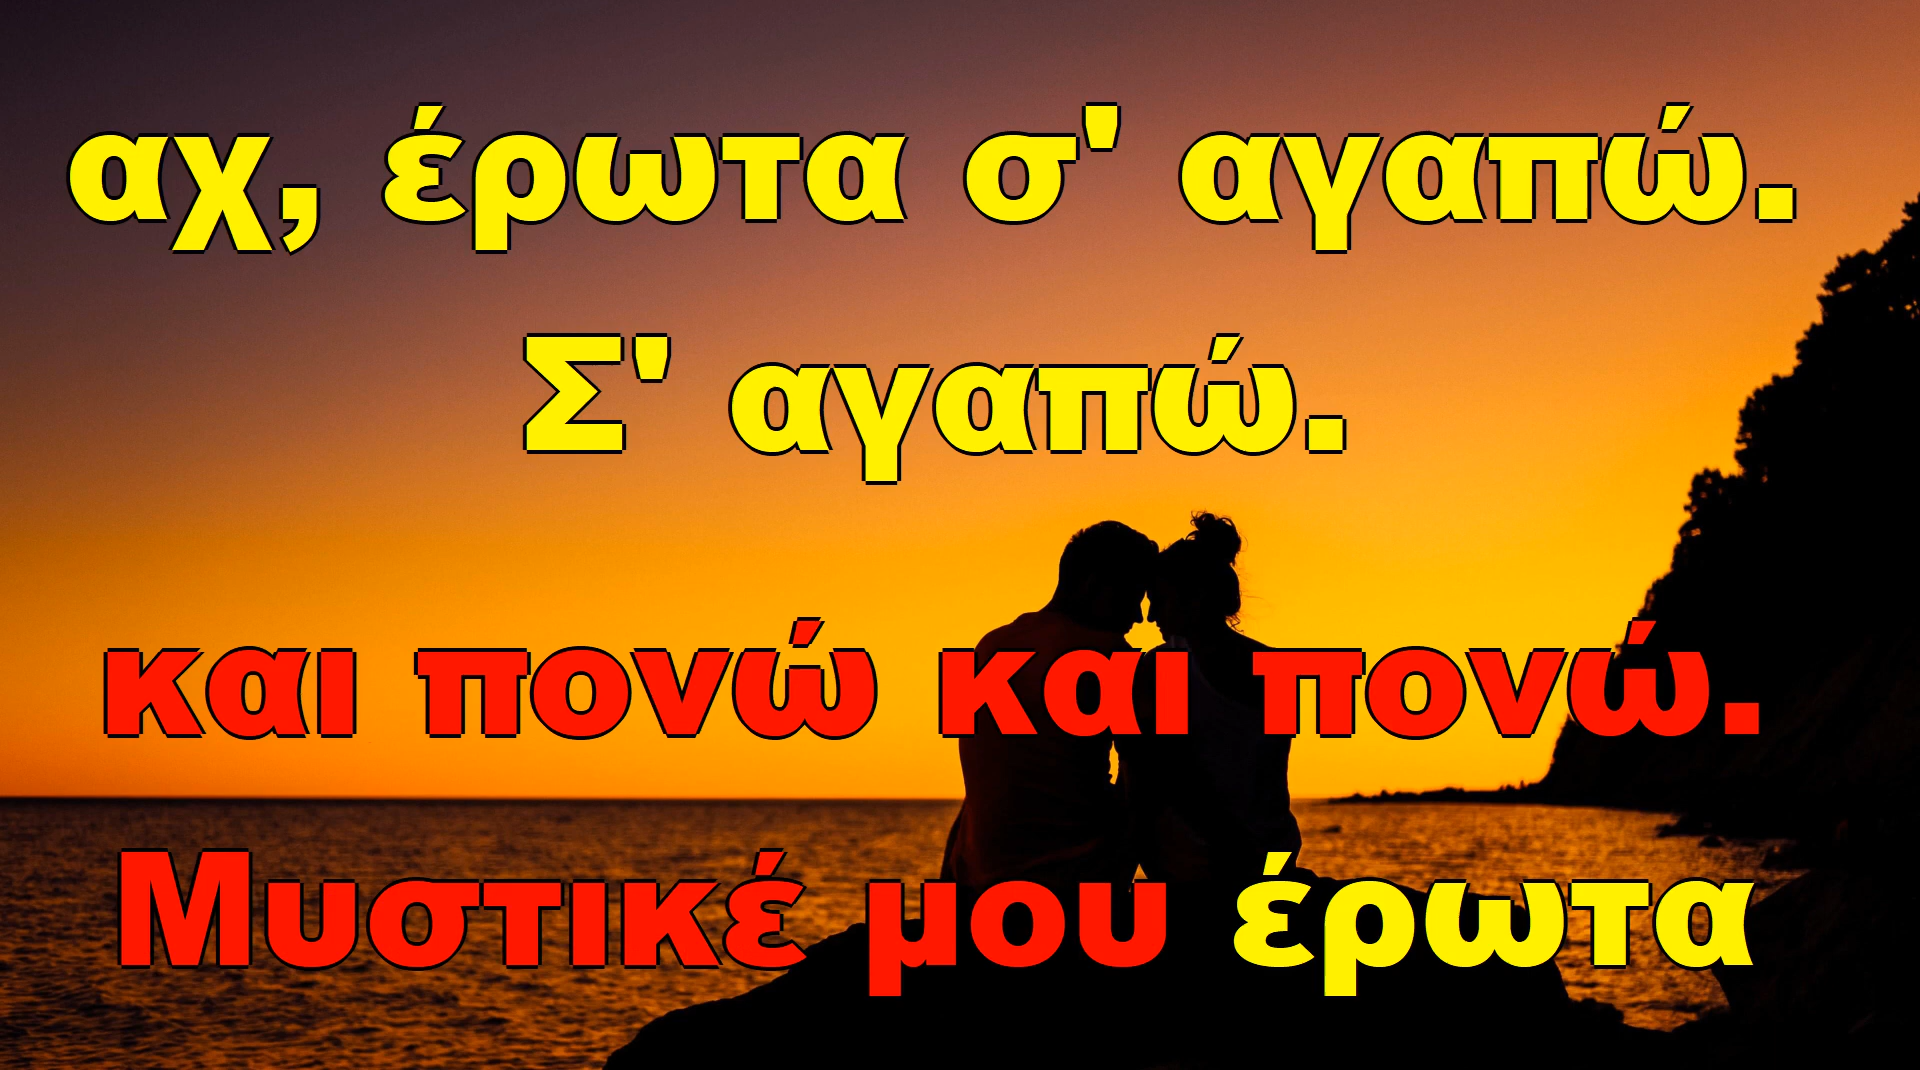 αχ, έρωτα σ' αγαπώ.
Σ' αγαπώ.
και πονώ και πονώ.
Μυστικέ μου έρωτα